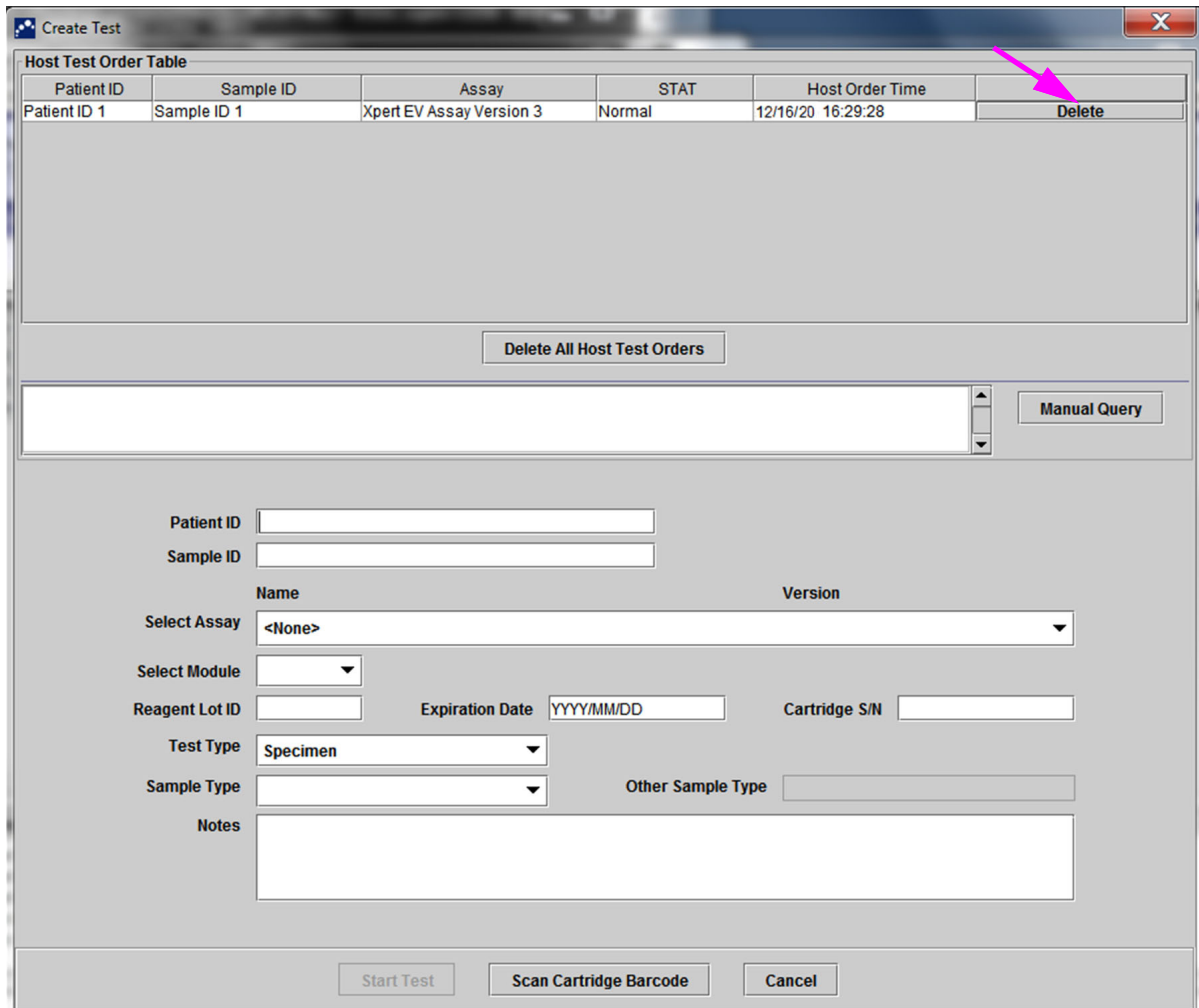 Create Test
X
Host Test Order Table
Patient ID Sample ID Assay STAT Host Order Time
Patient ID 1 Sample ID 1 Xpert EV Assay Version 3 Normal 12/16/20 16:29:28 Delete
Delete All Host Test Orders
Manual Query
Patient ID
Sample ID
Name Version
Select Assay <None>
Select Module
Reagent Lot ID Expiration Date YYYY/MM/DD Cartridge S/N
Test Type Specimen
Sample Type Other Sample Type
Notes
Start Test Scan Cartridge Barcode Cancel